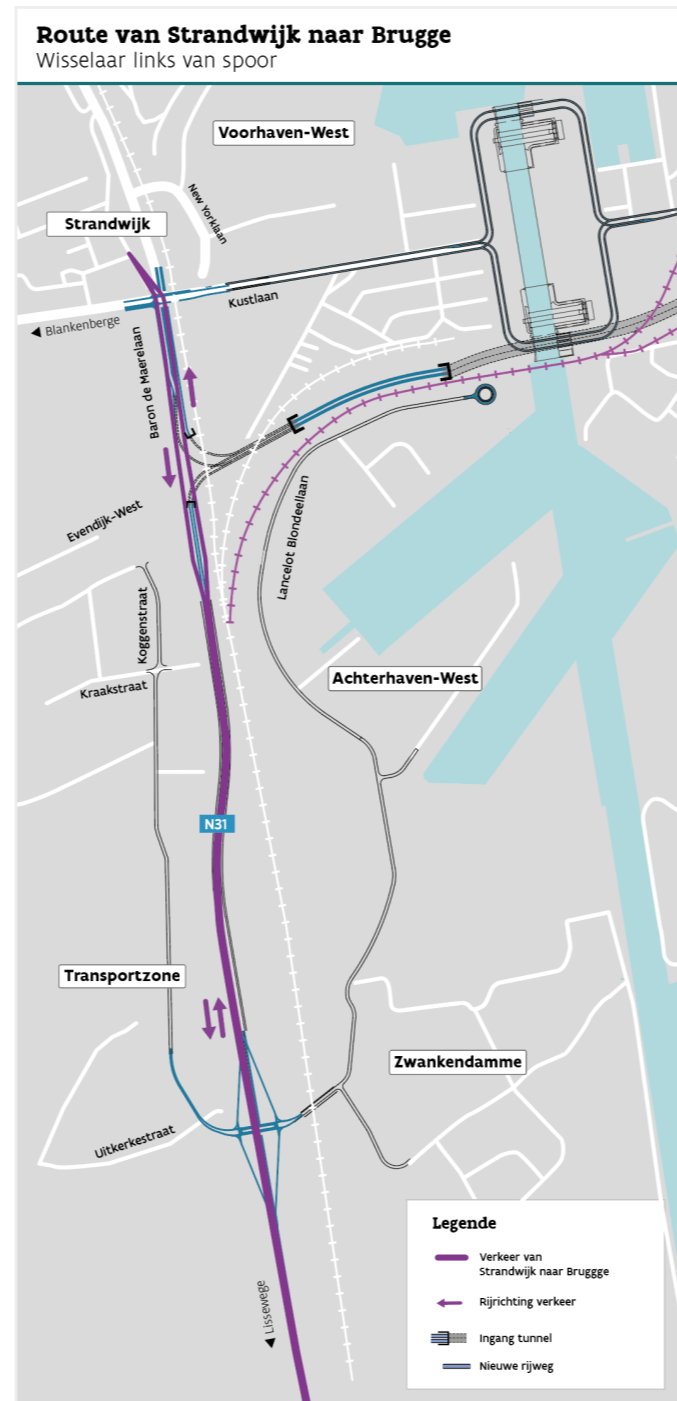 Route van Strandwijk naar Brugge
Wisselaar links van spoor
Voorhaven-West
New Yorklaan
Strandwijk
Kustlaan
Blankenberge
Baron de Maerelaan
Evendijk-West
Lancelot Blondeellaan
Koggenstraat
Achterhaven-West
Kraakstraat
N31
Transportzone
Zwankendamme
Uitkerkestraat
Lissewege
Legende
Verkeer van
Strandwijk naar Bruggge
Rijrichting verkeer
Ingang tunnel
Nieuwe rijweg